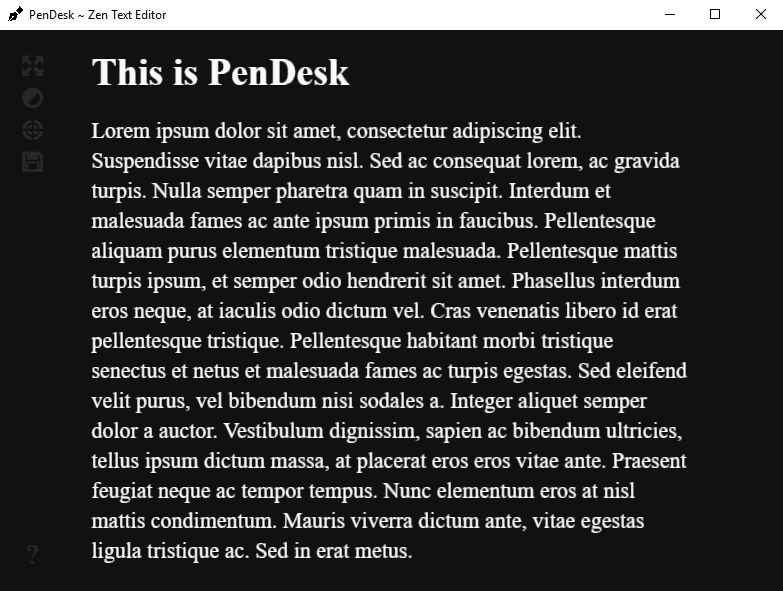 PenDesk ~ Zen Text Editor
This is PenDesk
Lorem ipsum dolor sit amet, consectetur adipiscing elit.
Suspendisse vitae dapibus nisl. Sed ac consequat lorem, ac gravida
turpis. Nulla semper pharetra quam in suscipit. Interdum et
malesuada fames ac ante ipsum primis in faucibus. Pellentesque
aliquam purus elementum tristique malesuada. Pellentesque mattis
turpis ipsum, et semper odio hendrerit sit amet. Phasellus interdum
eros neque, at iaculis odio dictum vel. Cras venenatis libero id erat
pellentesque tristique. Pellentesque habitant morbi tristique
senectus et netus et malesuada fames ac turpis egestas. Sed eleifend
velit purus, vel bibendum nisi sodales a. Integer aliquet semper
dolor a auctor. Vestibulum dignissim, sapien ac bibendum ultricies,
tellus ipsum dictum massa, at placerat eros eros vitae ante. Praesent
feugiat neque ac tempor tempus. Nunc elementum eros at nisl
mattis condimentum. Mauris viverra dictum ante, vitae egestas
ligula tristique ac. Sed in erat metus.
?